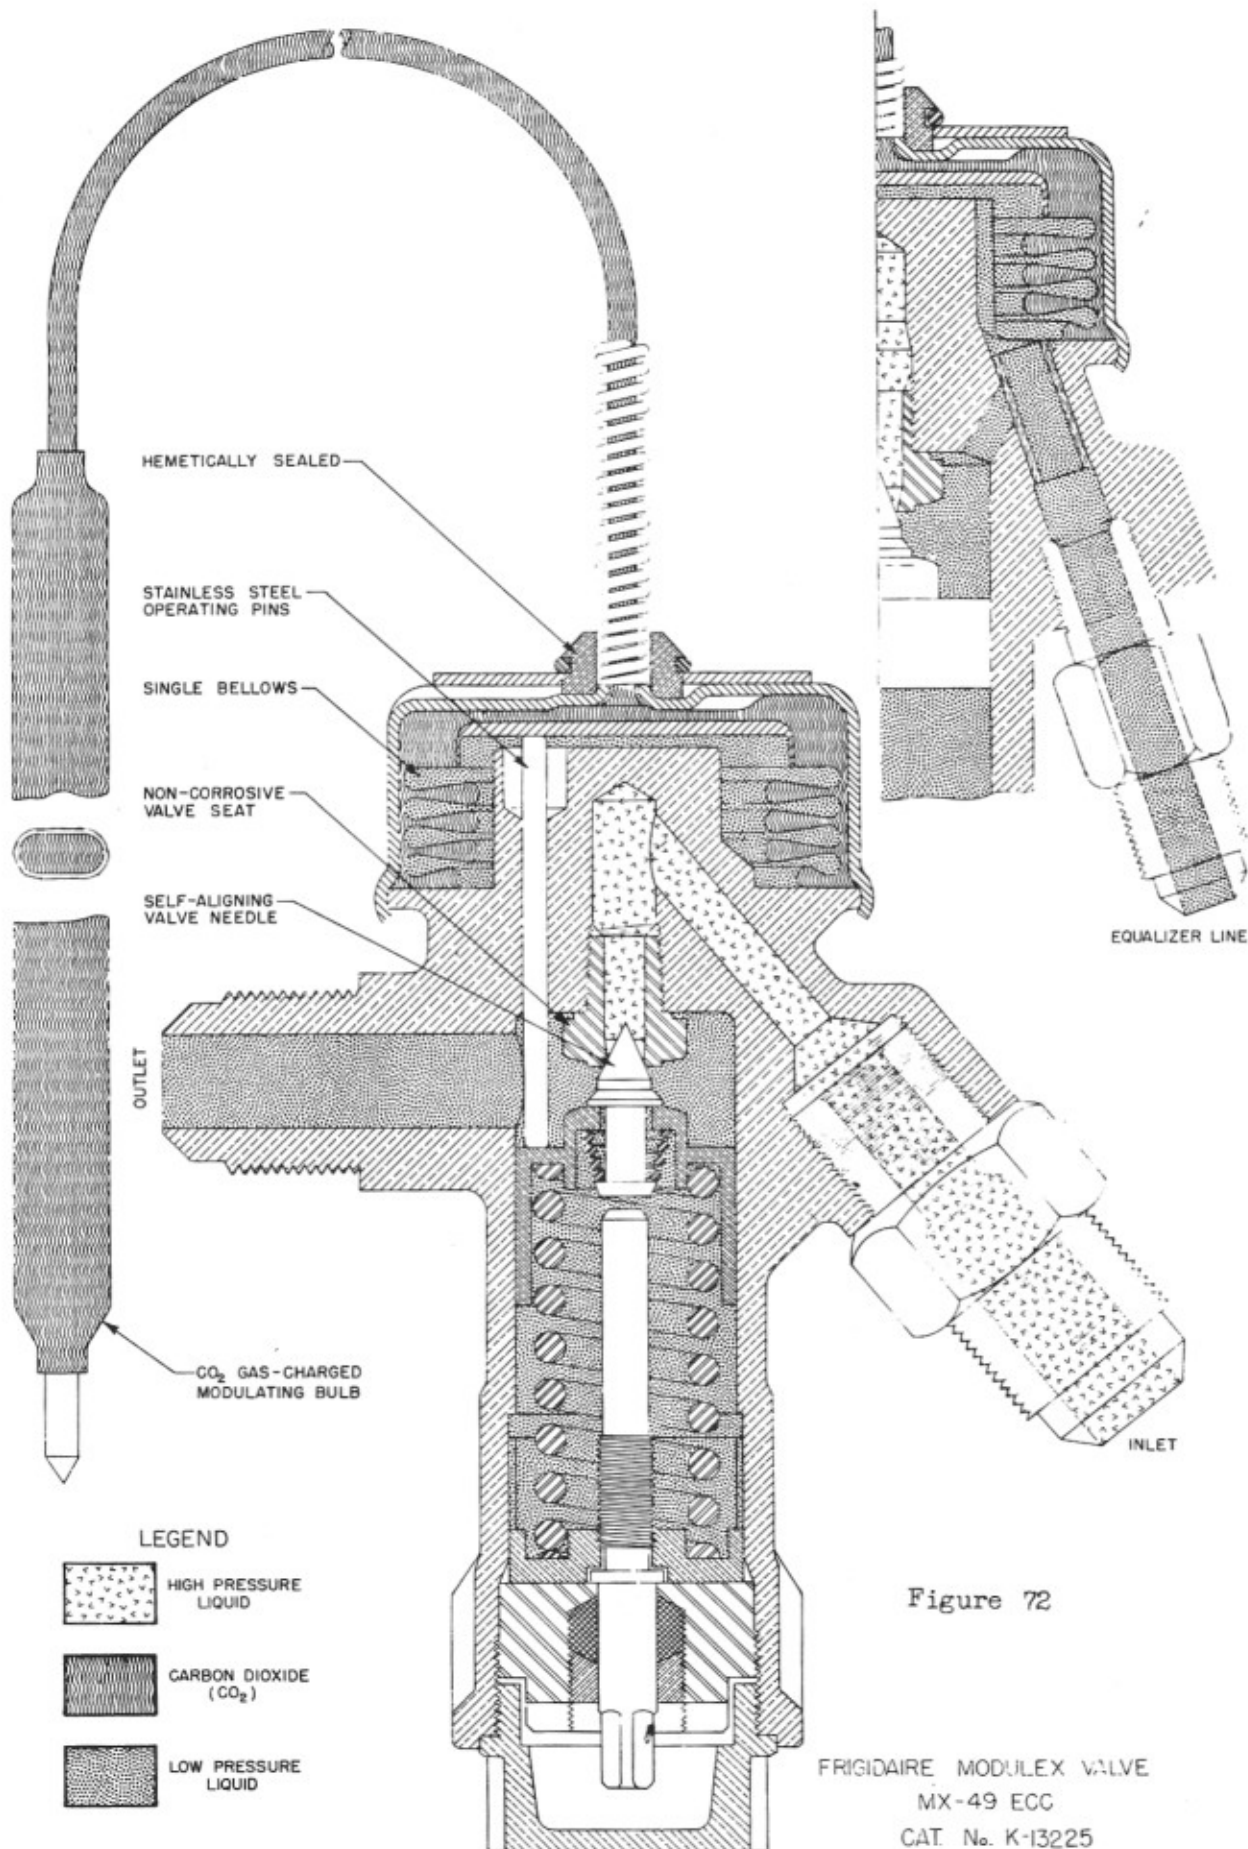 HEMETICALLY SEALED
STAINLESS STEEL
OPERATING PINS
SINGLE BELLOWS
NON-CORROSIVE
VALVE SEAT
SELF-ALIGNING
VALVE NEEDLE
EQUALIZER LINE
OUTLET
CO₂ GAS-CHARGED
MODULATING BULB
INLET
LEGEND
HIGH PRESSURE
LIQUID
CARBON DIOXIDE
(CO₂)
LOW PRESSURE
LIQUID
Figure 72
FRIGIDAIRE MODULEX VALVE
MX-49 ECC
CAT. No. K-13225